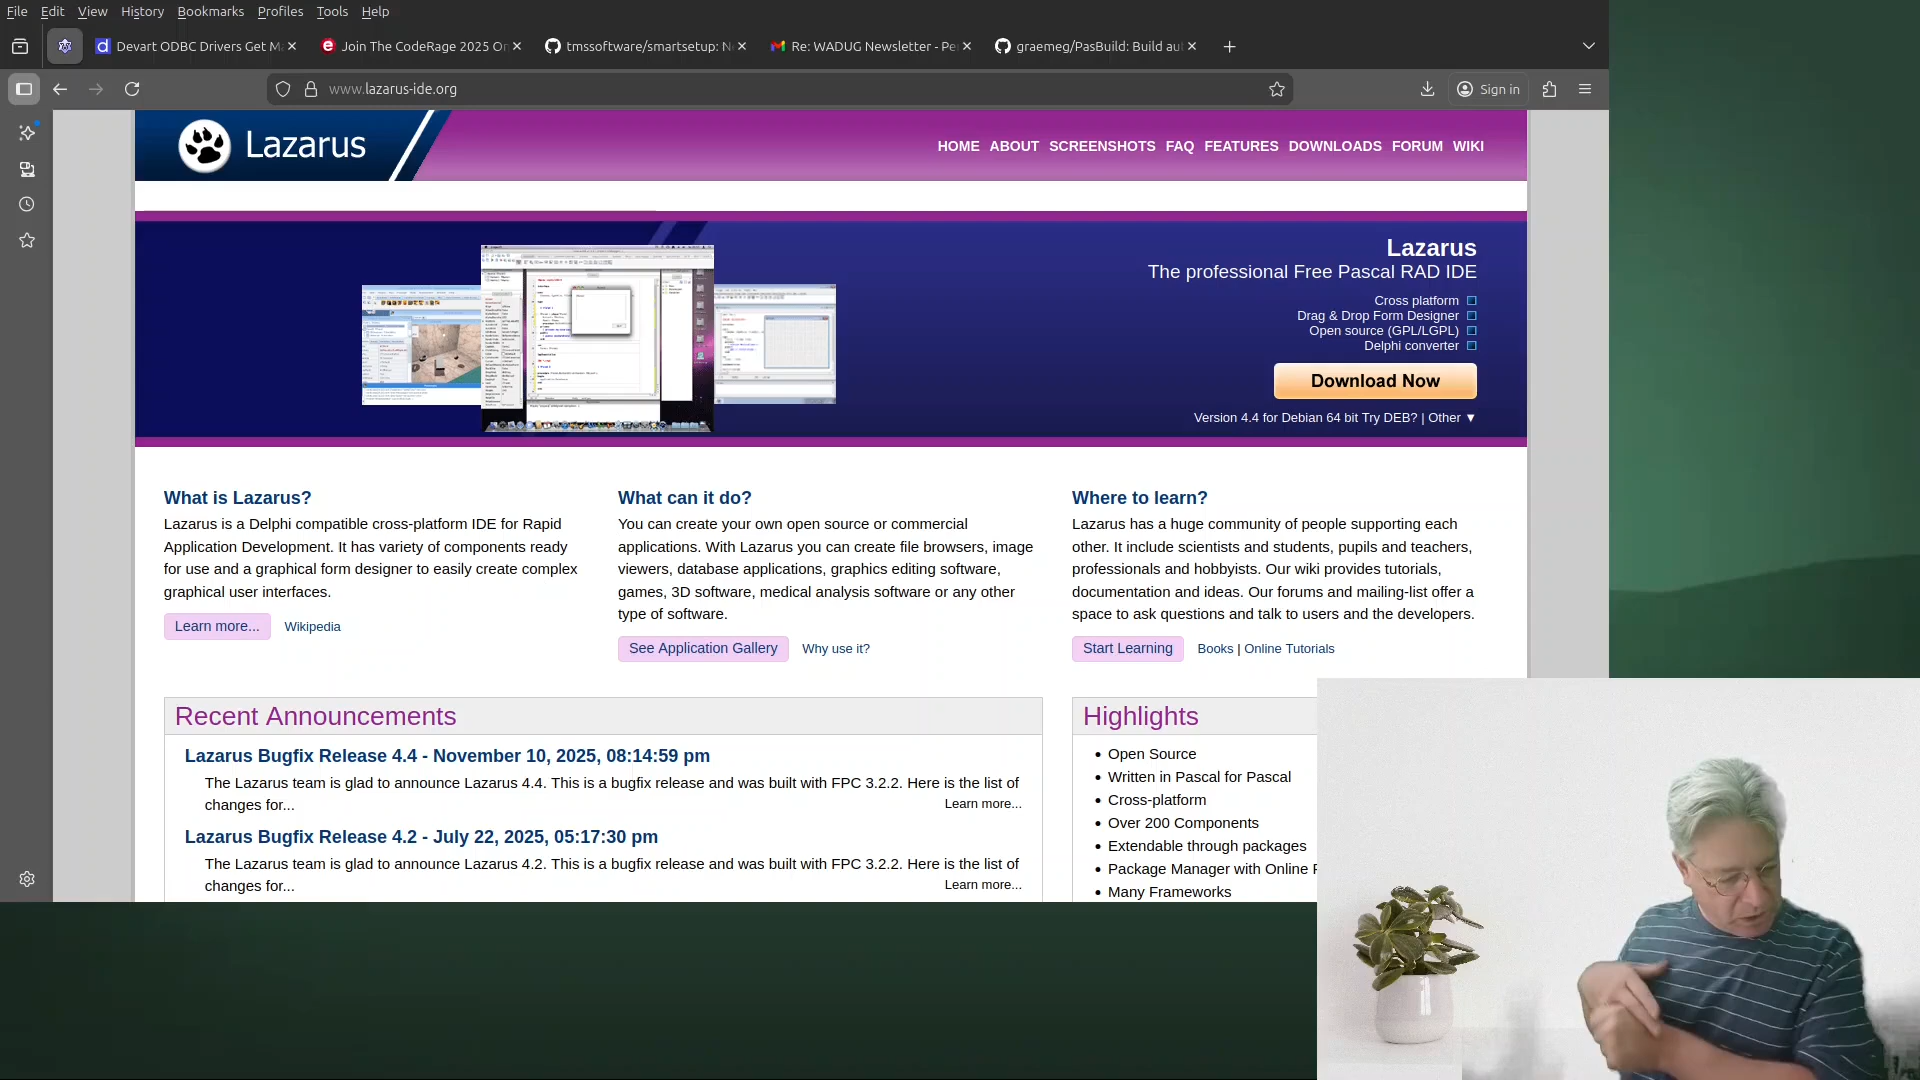 File Edit View History Bookmarks Profiles Tools Help
Devart ODBC Drivers Get M
Join The CodeRage 2025 On
tmssoftware/smartsetup: N
Re: WADUG Newsletter - Pe
graemeg/PasBuild: Build au
www.lazarus-ide.org
Sign in
Lazarus
HOME ABOUT SCREENSHOTS FAQ FEATURES DOWNLOADS FORUM WIKI
Lazarus
The professional Free Pascal RAD IDE
Cross platform
Drag & Drop Form Designer
Open source (GPL/LGPL)
Delphi converter
Download Now
Version 4.4 for Debian 64 bit Try DEB? | Other ▼
What is Lazarus?
Lazarus is a Delphi compatible cross-platform IDE for Rapid
Application Development. It has variety of components ready
for use and a graphical form designer to easily create complex
graphical user interfaces.
Learn more... Wikipedia
What can it do?
You can create your own open source or commercial
applications. With Lazarus you can create file browsers, image
viewers, database applications, graphics editing software,
games, 3D software, medical analysis software or any other
type of software.
See Application Gallery Why use it?
Where to learn?
Lazarus has a huge community of people supporting each
other. It include scientists and students, pupils and teachers,
professionals and hobbyists. Our wiki provides tutorials,
documentation and ideas. Our forums and mailing-list offer a
space to ask questions and talk to users and the developers.
Start Learning Books | Online Tutorials
Recent Announcements
Lazarus Bugfix Release 4.4 - November 10, 2025, 08:14:59 pm
The Lazarus team is glad to announce Lazarus 4.4. This is a bugfix release and was built with FPC 3.2.2. Here is the list of
changes for...
Learn more...
Lazarus Bugfix Release 4.2 - July 22, 2025, 05:17:30 pm
The Lazarus team is glad to announce Lazarus 4.2. This is a bugfix release and was built with FPC 3.2.2. Here is the list of
changes for...
Learn more...
Highlights
Open Source
Written in Pascal for Pascal
Cross-platform
Over 200 Components
Extendable through packages
Package Manager with Online
Many Frameworks